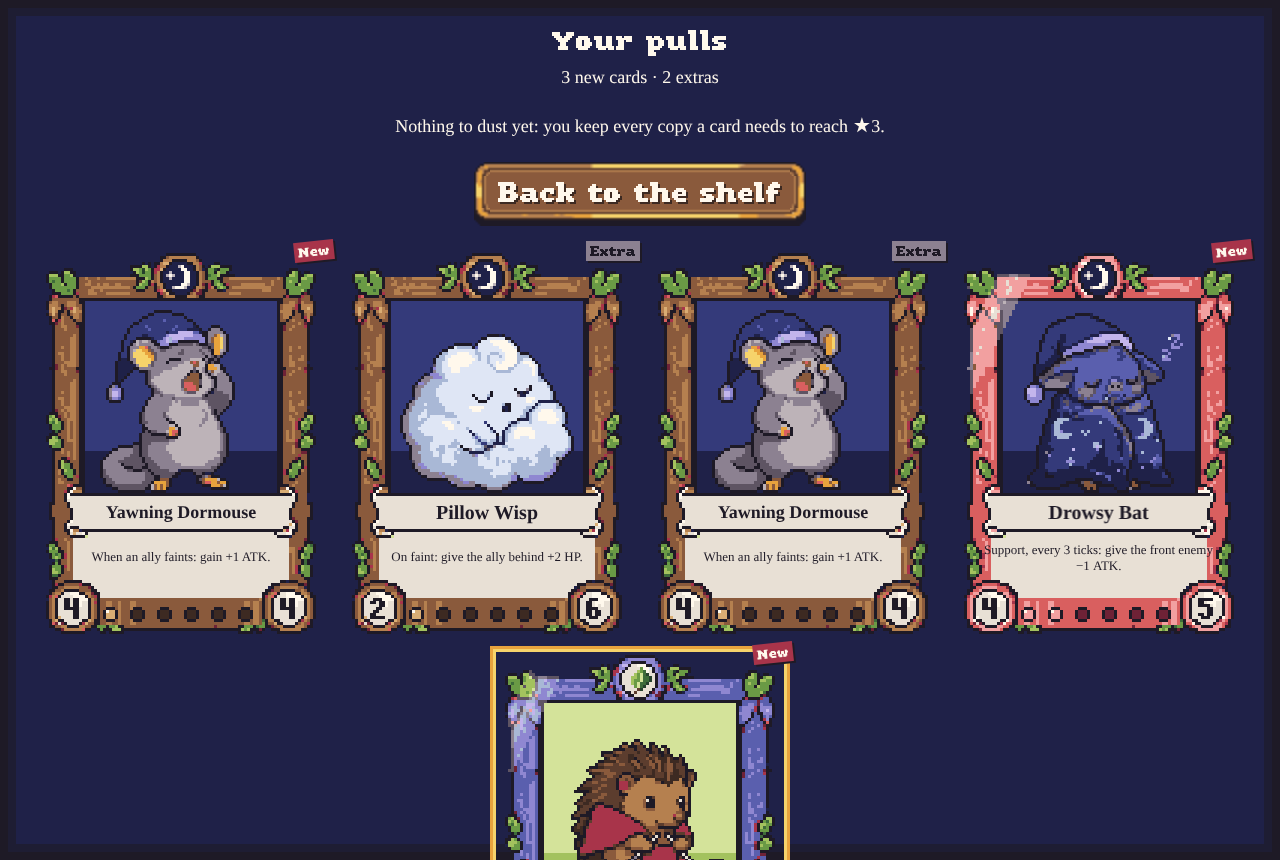 Your pulls
3 new cards · 2 extras
Nothing to dust yet: you keep every copy a card needs to reach ★3.
Back to the shelf
New
Extra
Extra
New
Yawning Dormouse
Pillow Wisp
Yawning Dormouse
Drowsy Bat
When an ally faints: gain +1 ATK.
On faint: give the ally behind +2 HP.
When an ally faints: gain +1 ATK.
Support, every 3 ticks: give the front enemy
−1 ATK.
4 4
2 6
4 4
4 5
New